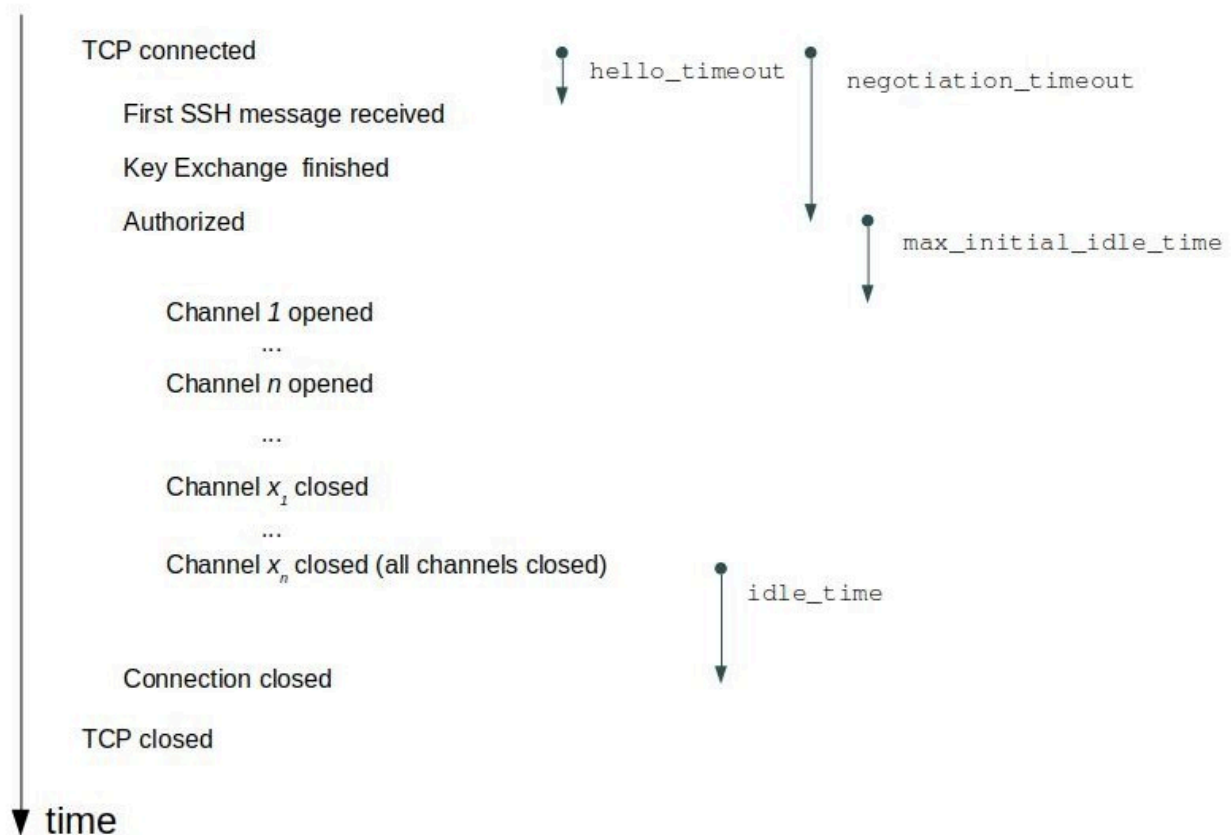 TCP connected
hello_timeout
negotiation_timeout
First SSH message received
Key Exchange finished
Authorized
max_initial_idle_time
Channel 1 opened
...
Channel n opened
...
Channel x1 closed
...
Channel xn closed (all channels closed)
idle_time
Connection closed
TCP closed
time